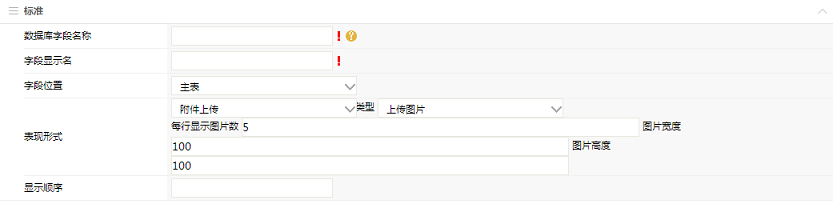 标准
数据库字段名称 ! ?
字段显示名 !
字段位置 主表
附件上传 类型 上传图片
表现形式 每行显示图片数 5 图片宽度
100 图片高度
100
显示顺序